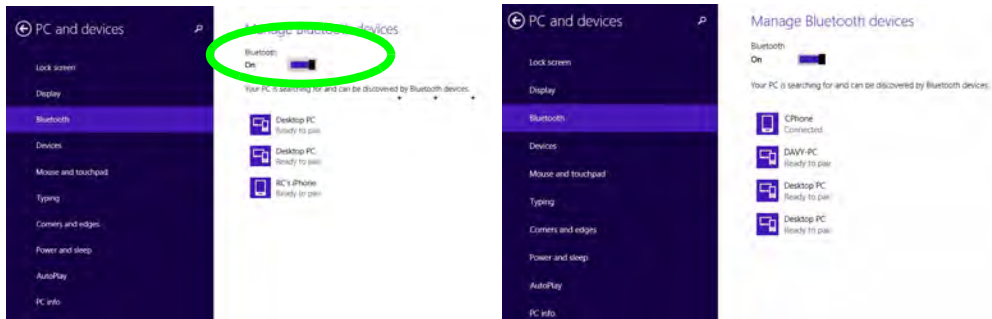 PC and devices
Lock screen
Display
Bluetooth
Devices
Mouse and touchpad
Typing
Corners and edges
Power and sleep
AutoPlay
PC info
Manage Bluetooth devices
Bluetooth
On
Your PC is searching for and can be discovered by Bluetooth devices.
Desktop PC
Ready to pair
Desktop PC
Ready to pair
RC's iPhone
Ready to pair
PC and devices
Lock screen
Display
Bluetooth
Devices
Mouse and touchpad
Typing
Corners and edges
Power and sleep
AutoPlay
PC info
Manage Bluetooth devices
Bluetooth
On
Your PC is searching for and can be discovered by Bluetooth devices.
CPhone
Connected
DAVY-PC
Ready to pair
Desktop PC
Ready to pair
Desktop PC
Ready to pair